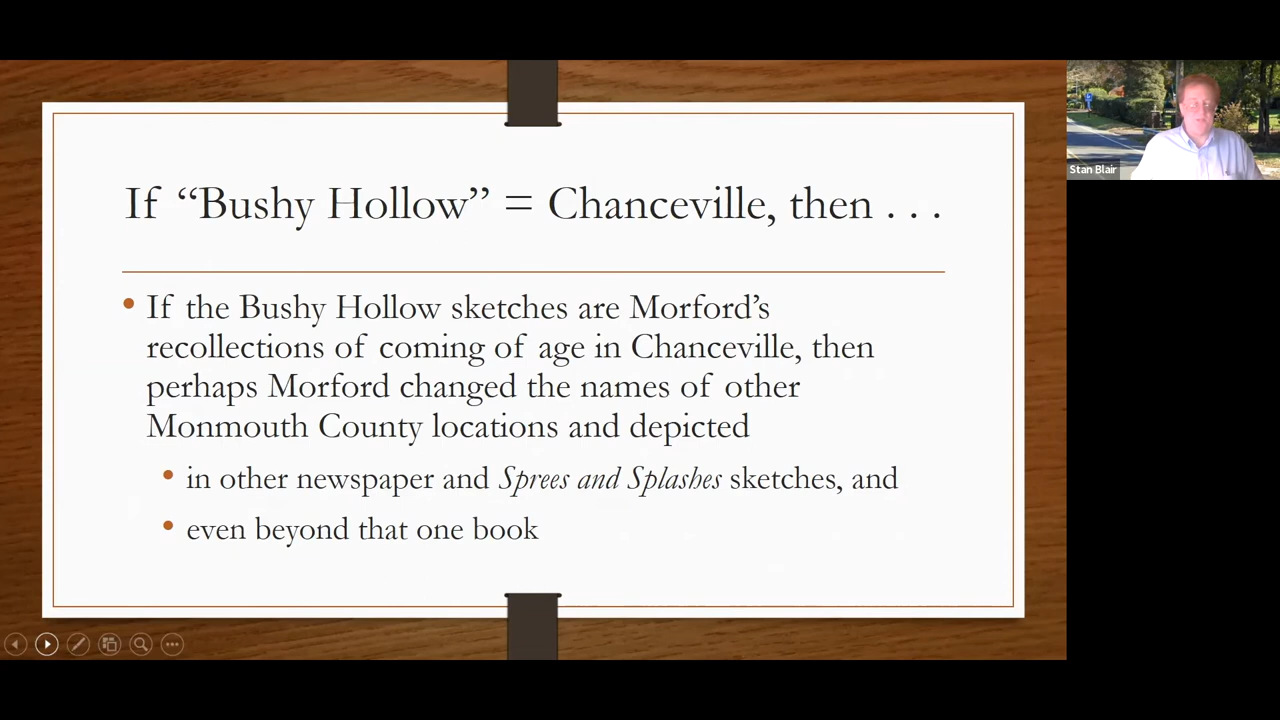 If “Bushy Hollow” = Chanceville, then . . .
• If the Bushy Hollow sketches are Morford’s
recollections of coming of age in Chanceville, then
perhaps Morford changed the names of other
Monmouth County locations and depicted
• in other newspaper and Sprees and Splashes sketches, and
• even beyond that one book
Stan Blair